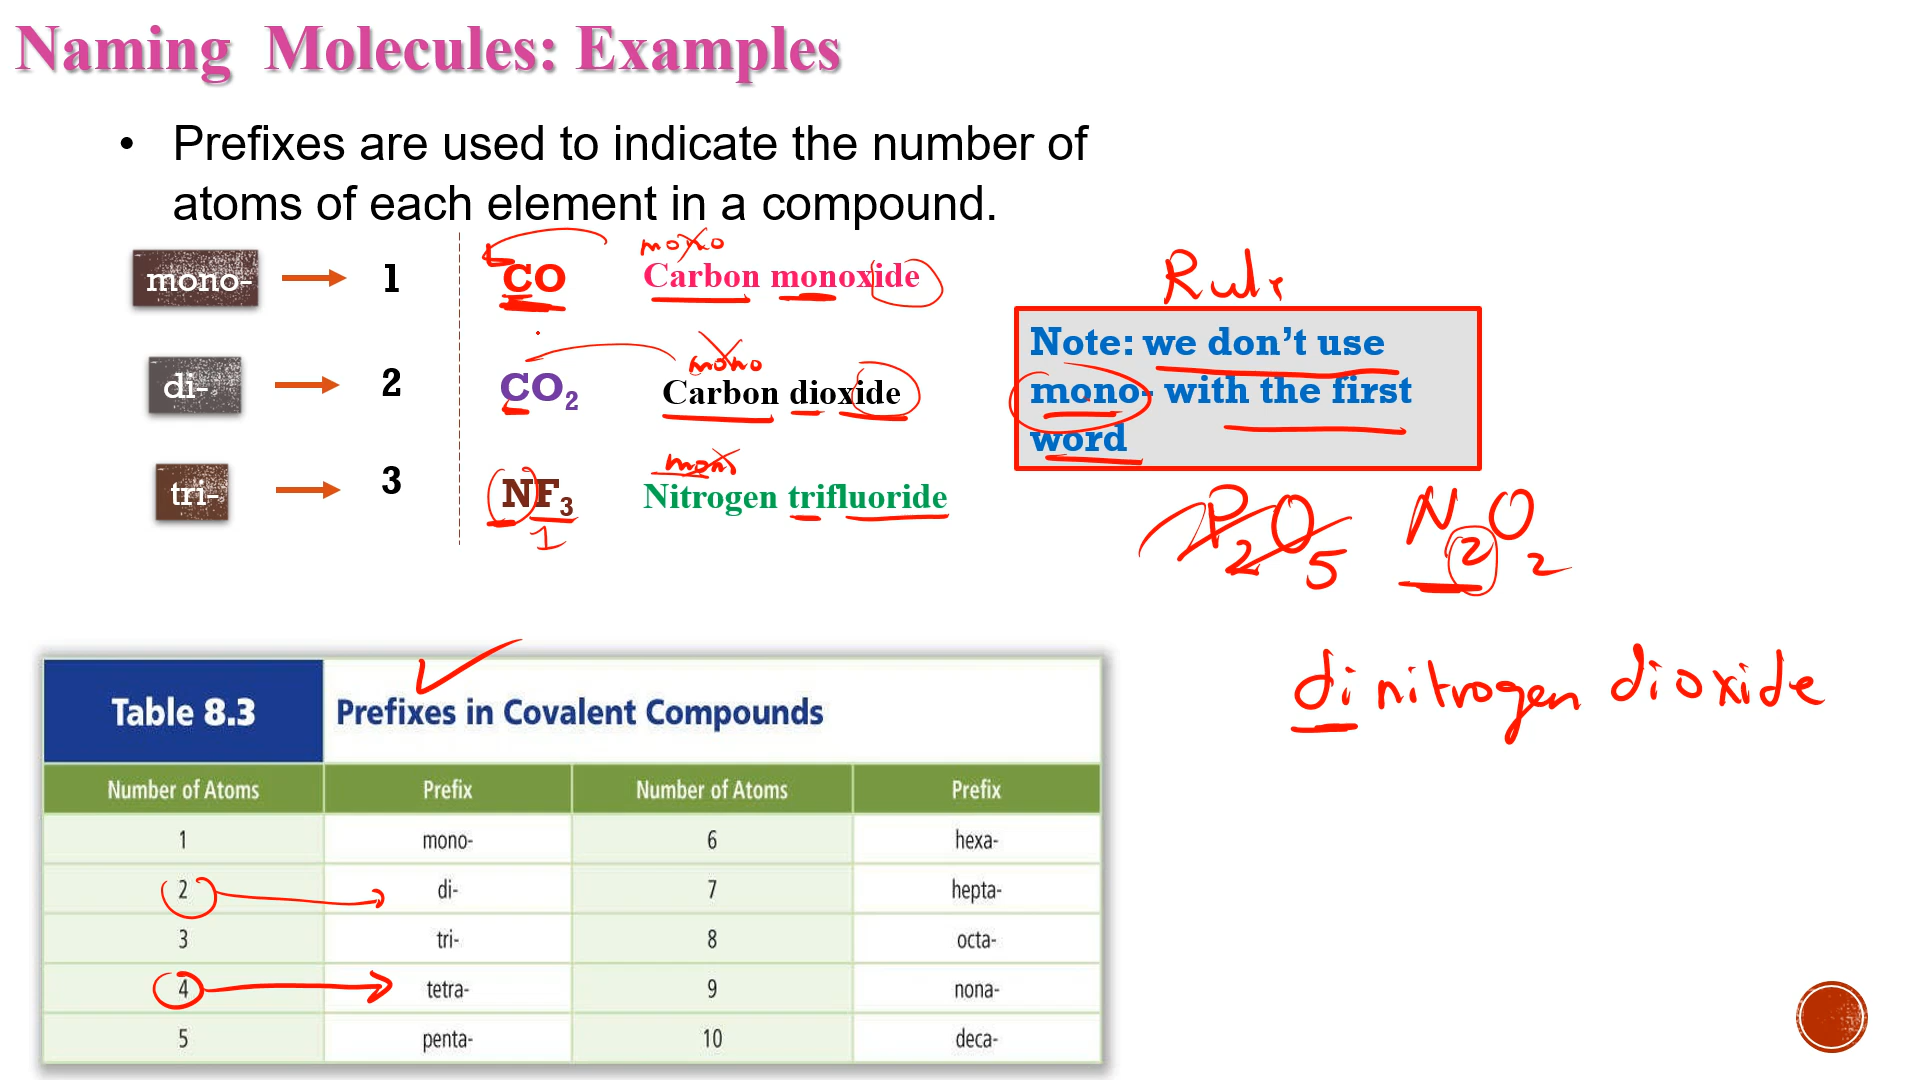 Naming Molecules: Examples
• Prefixes are used to indicate the number of
atoms of each element in a compound.
mono- 1
CO
mono
Carbon monoxide
di- 2
CO₂
mono
Carbon dioxide
tri- 3
NF₃
1
mono
Nitrogen trifluoride
Rule
Note: we don't use
mono- with the first
word
P₂O₅ N₂O₂
dinitrogen dioxide
Table 8.3 Prefixes in Covalent Compounds
Number of Atoms Prefix Number of Atoms Prefix
1 mono- 6 hexa-
2 di- 7 hepta-
3 tri- 8 octa-
4 tetra- 9 nona-
5 penta- 10 deca-